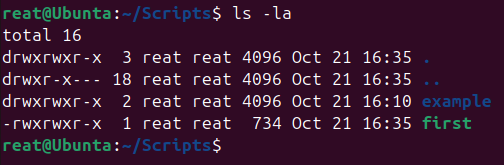 reat@Ubunta:~/Scripts$ ls -la
total 16
drwxrwxr-x  3 reat reat 4096 Oct 21 16:35 .
drwxr-x--- 18 reat reat 4096 Oct 21 16:35 ..
drwxrwxr-x  2 reat reat 4096 Oct 21 16:10 example
-rwxrwxr-x  1 reat reat  734 Oct 21 16:35 first
reat@Ubunta:~/Scripts$